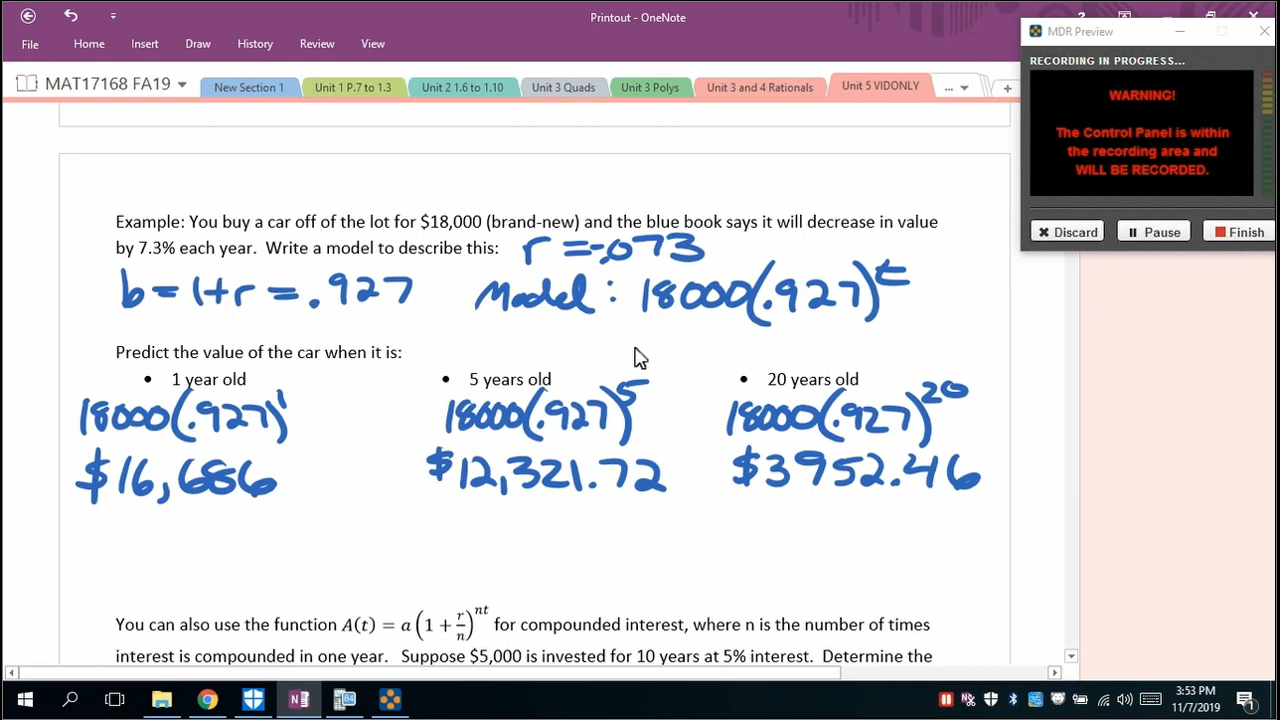 Printout - OneNote
?
File Home Insert Draw History Review View
MDR Preview
RECORDING IN PROGRESS...
WARNING!
The Control Panel is within
the recording area and
WILL BE RECORDED.
Discard Pause Finish
MAT17168 FA19 New Section 1 Unit 1 P.7 to 1.3 Unit 2 1.6 to 1.10 Unit 3 Quads Unit 3 Polys Unit 3 and 4 Rationals Unit 5 VIDONLY ... +
Example: You buy a car off of the lot for $18,000 (brand-new) and the blue book says it will decrease in value
by 7.3% each year. Write a model to describe this: r = -.073
b = 1+r = .927 Model: 18000(.927)^t
Predict the value of the car when it is:
• 1 year old • 5 years old • 20 years old
18000(.927)^1 18000(.927)^5 18000(.927)^20
$16,686 $12,321.72 $3952.46
You can also use the function A(t) = a(1 + r/n)^nt for compounded interest, where n is the number of times
interest is compounded in one year. Suppose $5,000 is invested for 10 years at 5% interest. Determine the
3:53 PM
11/7/2019
1